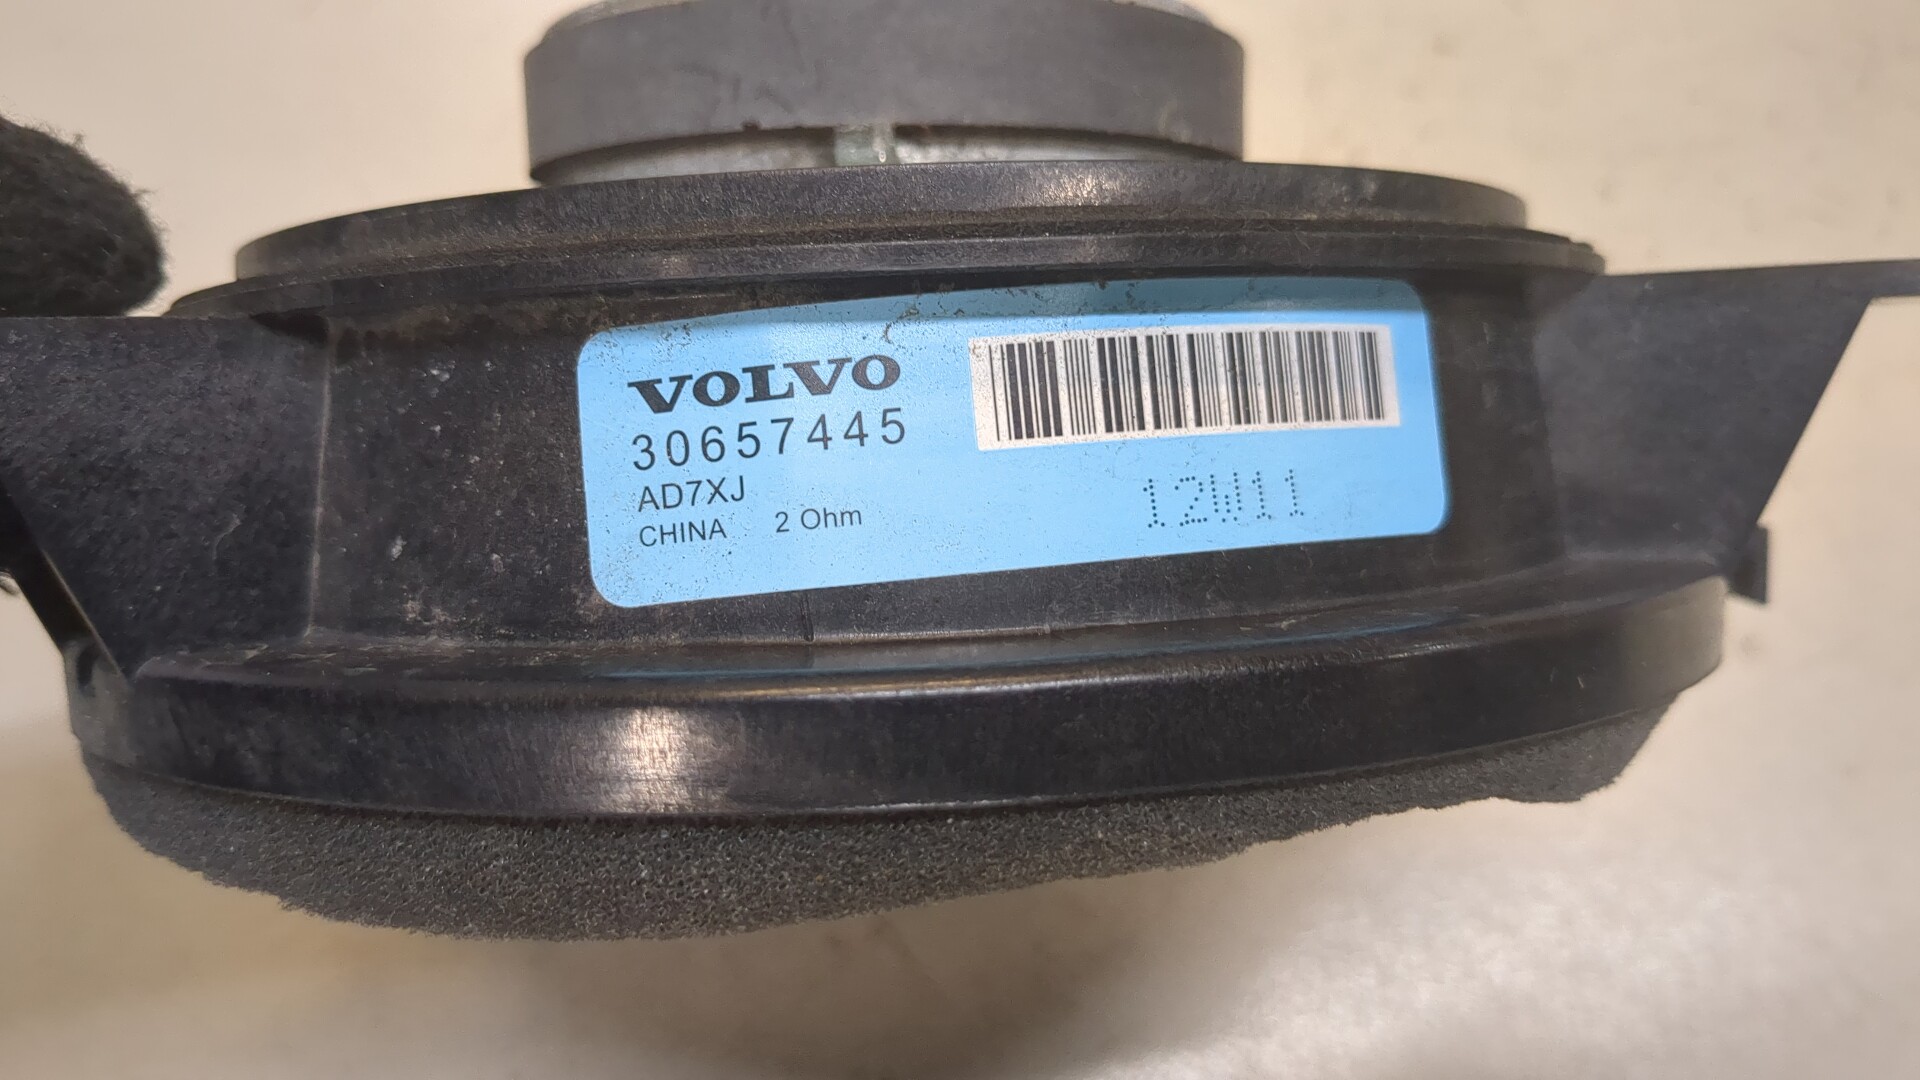 VOLVO
30657445
AD7XJ
CHINA 2 Ohm
12W11